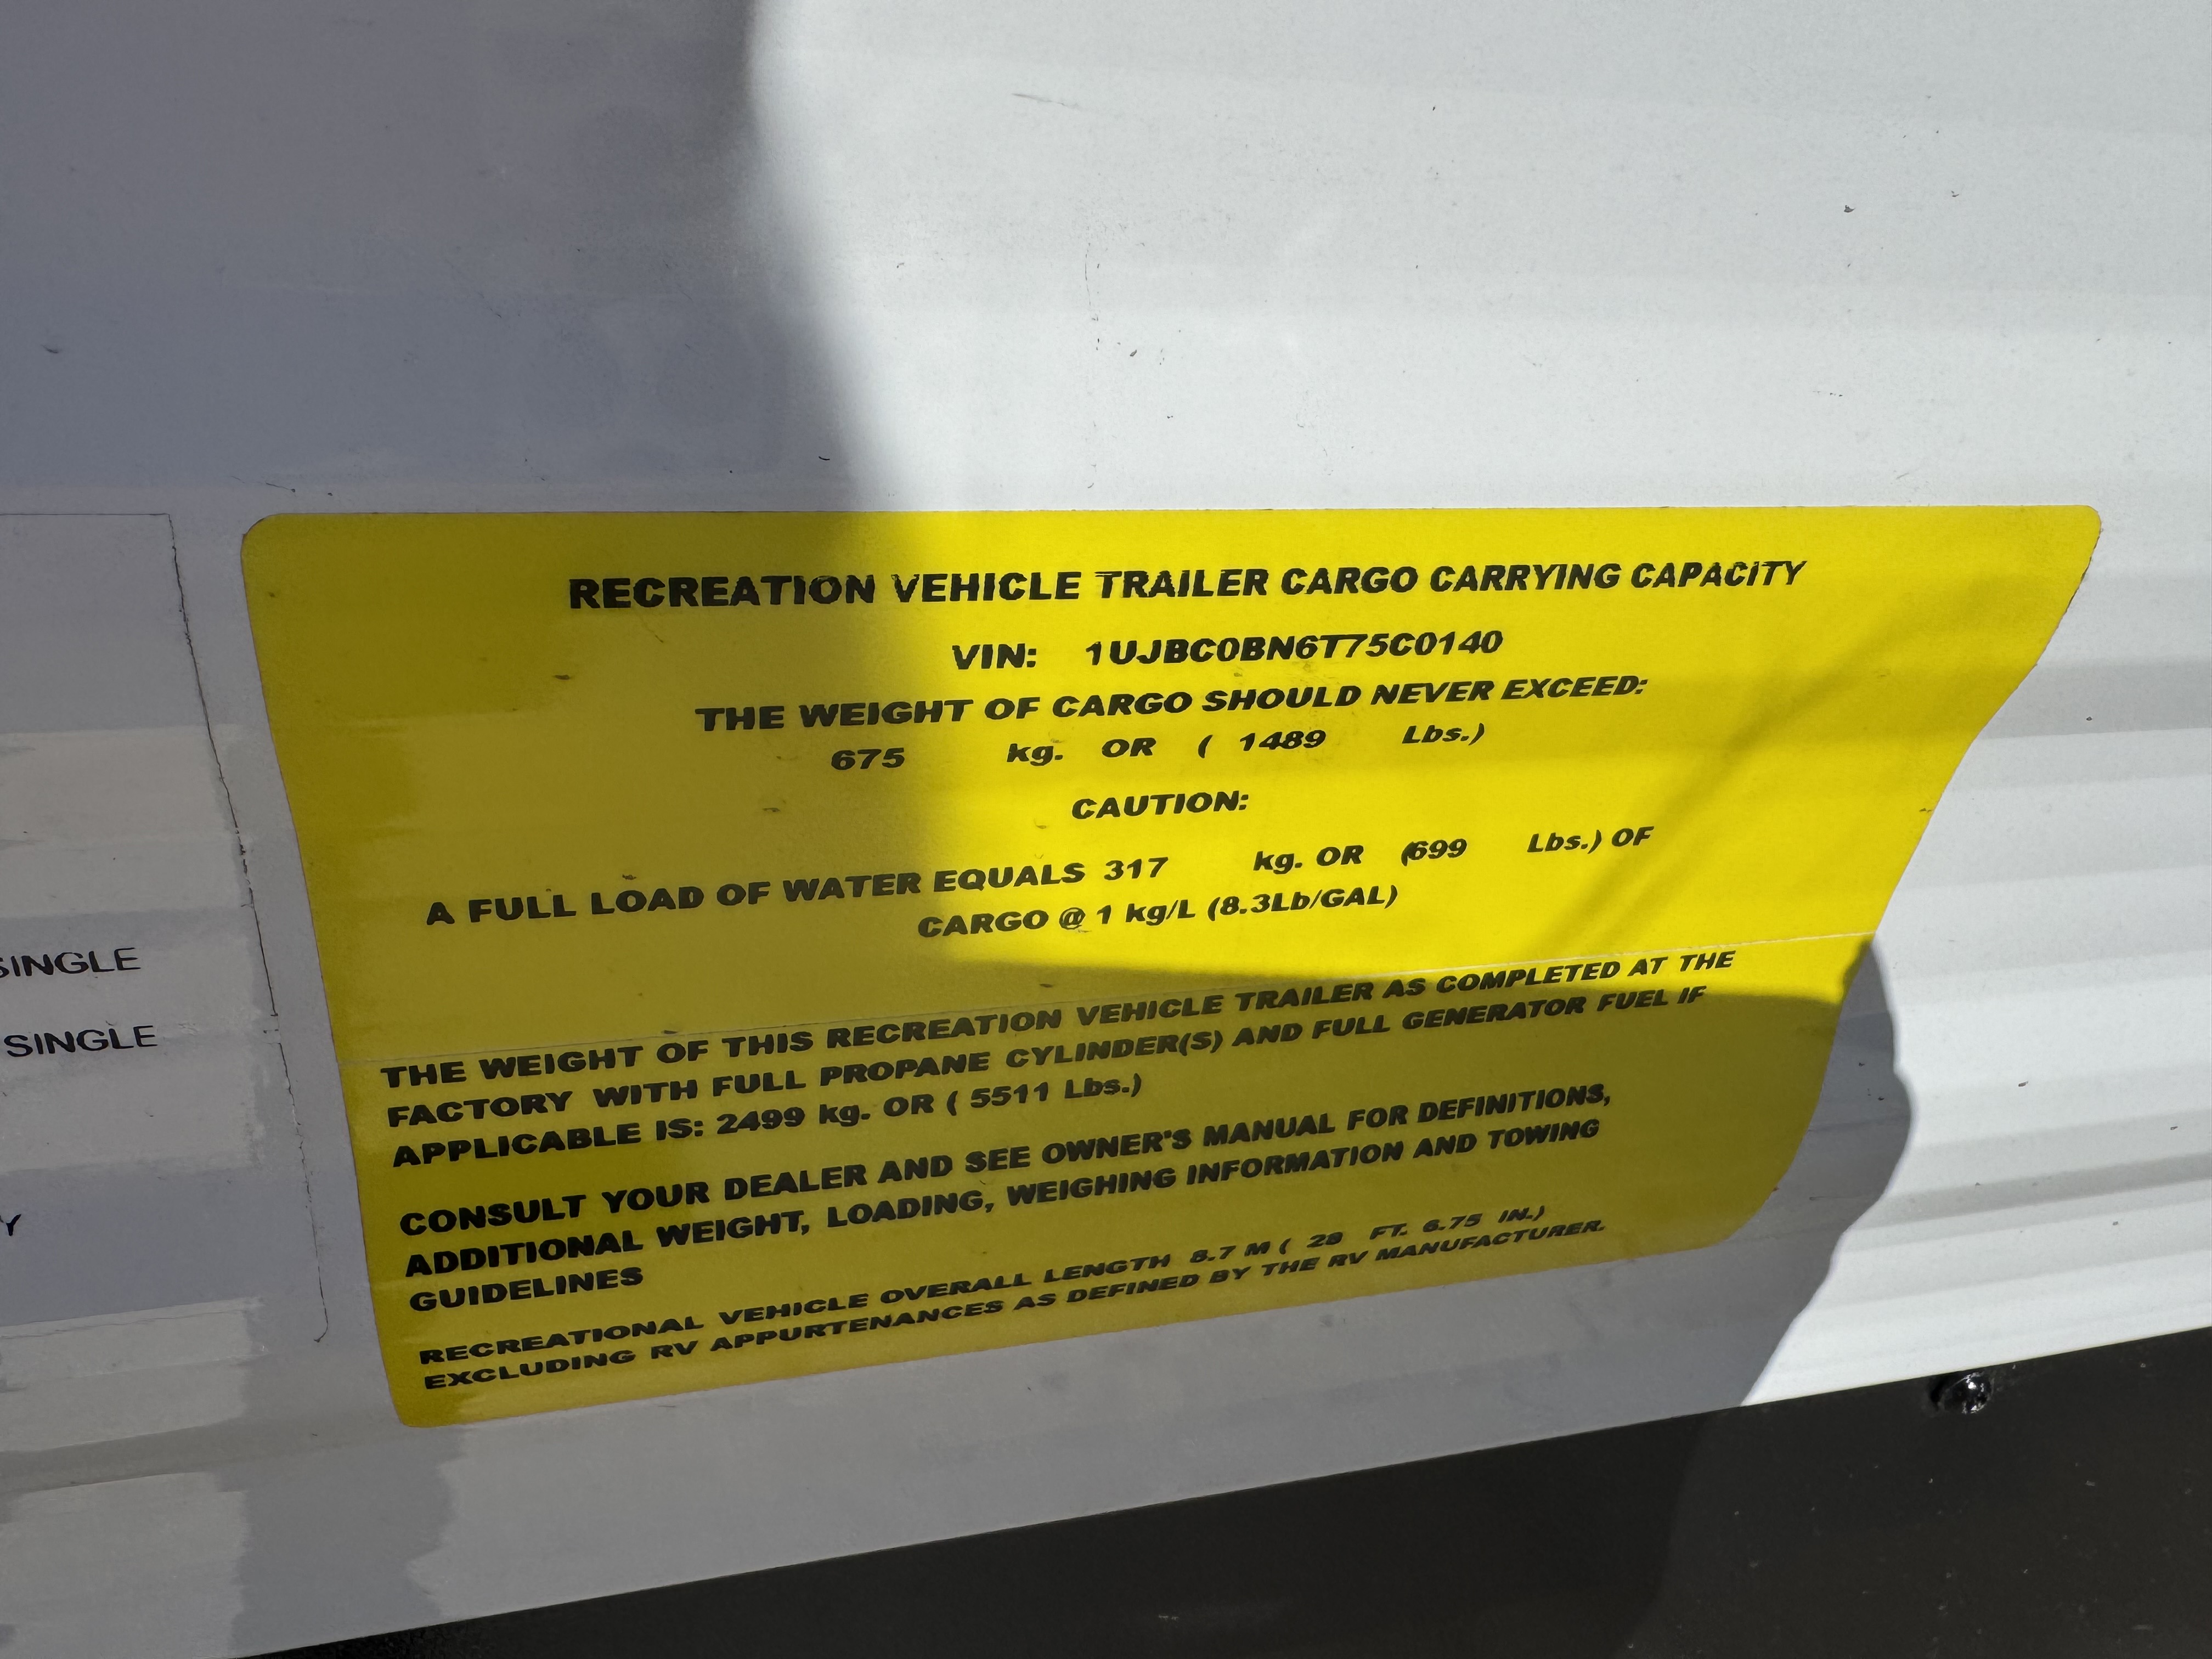 RECREATION VEHICLE TRAILER CARGO CARRYING CAPACITY
VIN: 1UJBC0BN6T75C0140
THE WEIGHT OF CARGO SHOULD NEVER EXCEED:
675 kg. OR ( 1489 Lbs.)
CAUTION:
A FULL LOAD OF WATER EQUALS 317 kg. OR (699 Lbs.) OF
CARGO @ 1 kg/L (8.3Lb/GAL)
THE WEIGHT OF THIS RECREATION VEHICLE TRAILER AS COMPLETED AT THE
FACTORY WITH FULL PROPANE CYLINDER(S) AND FULL GENERATOR FUEL IF
APPLICABLE IS: 2499 kg. OR ( 5511 Lbs.)
CONSULT YOUR DEALER AND SEE OWNER'S MANUAL FOR DEFINITIONS,
ADDITIONAL WEIGHT, LOADING, WEIGHING INFORMATION AND TOWING
GUIDELINES
RECREATIONAL VEHICLE OVERALL LENGTH 8.7 M ( 28 FT. 6.75 IN.)
EXCLUDING RV APPURTENANCES AS DEFINED BY THE RV MANUFACTURER.
SINGLE
SINGLE
Y